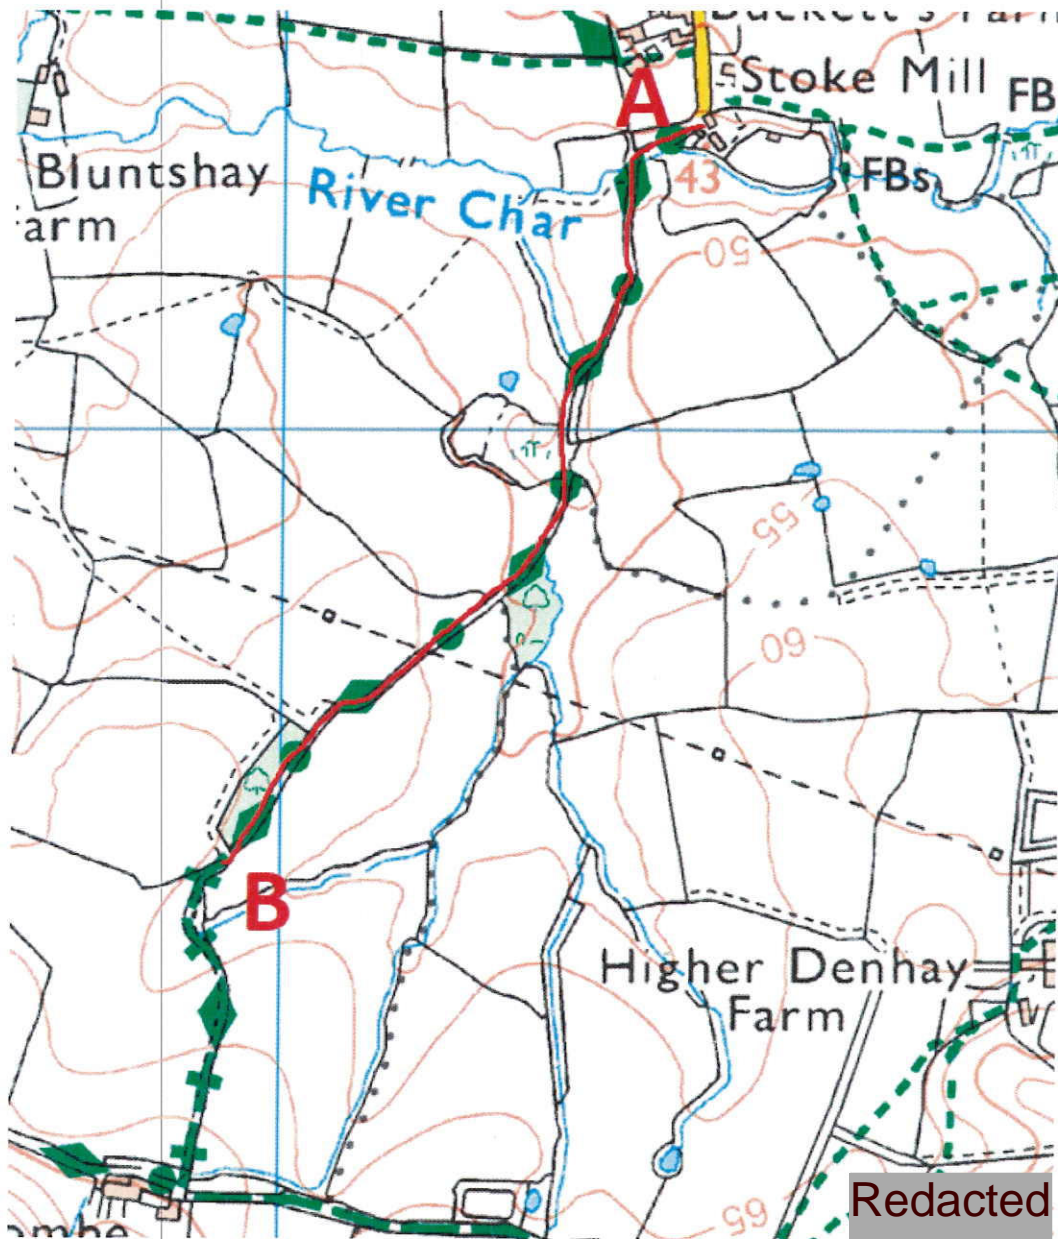 Stoke Mill
A
FB
Bluntshay
arm
River Char
43
FBs
50
55
60
B
Higher Denhay
Farm
65
Redacted